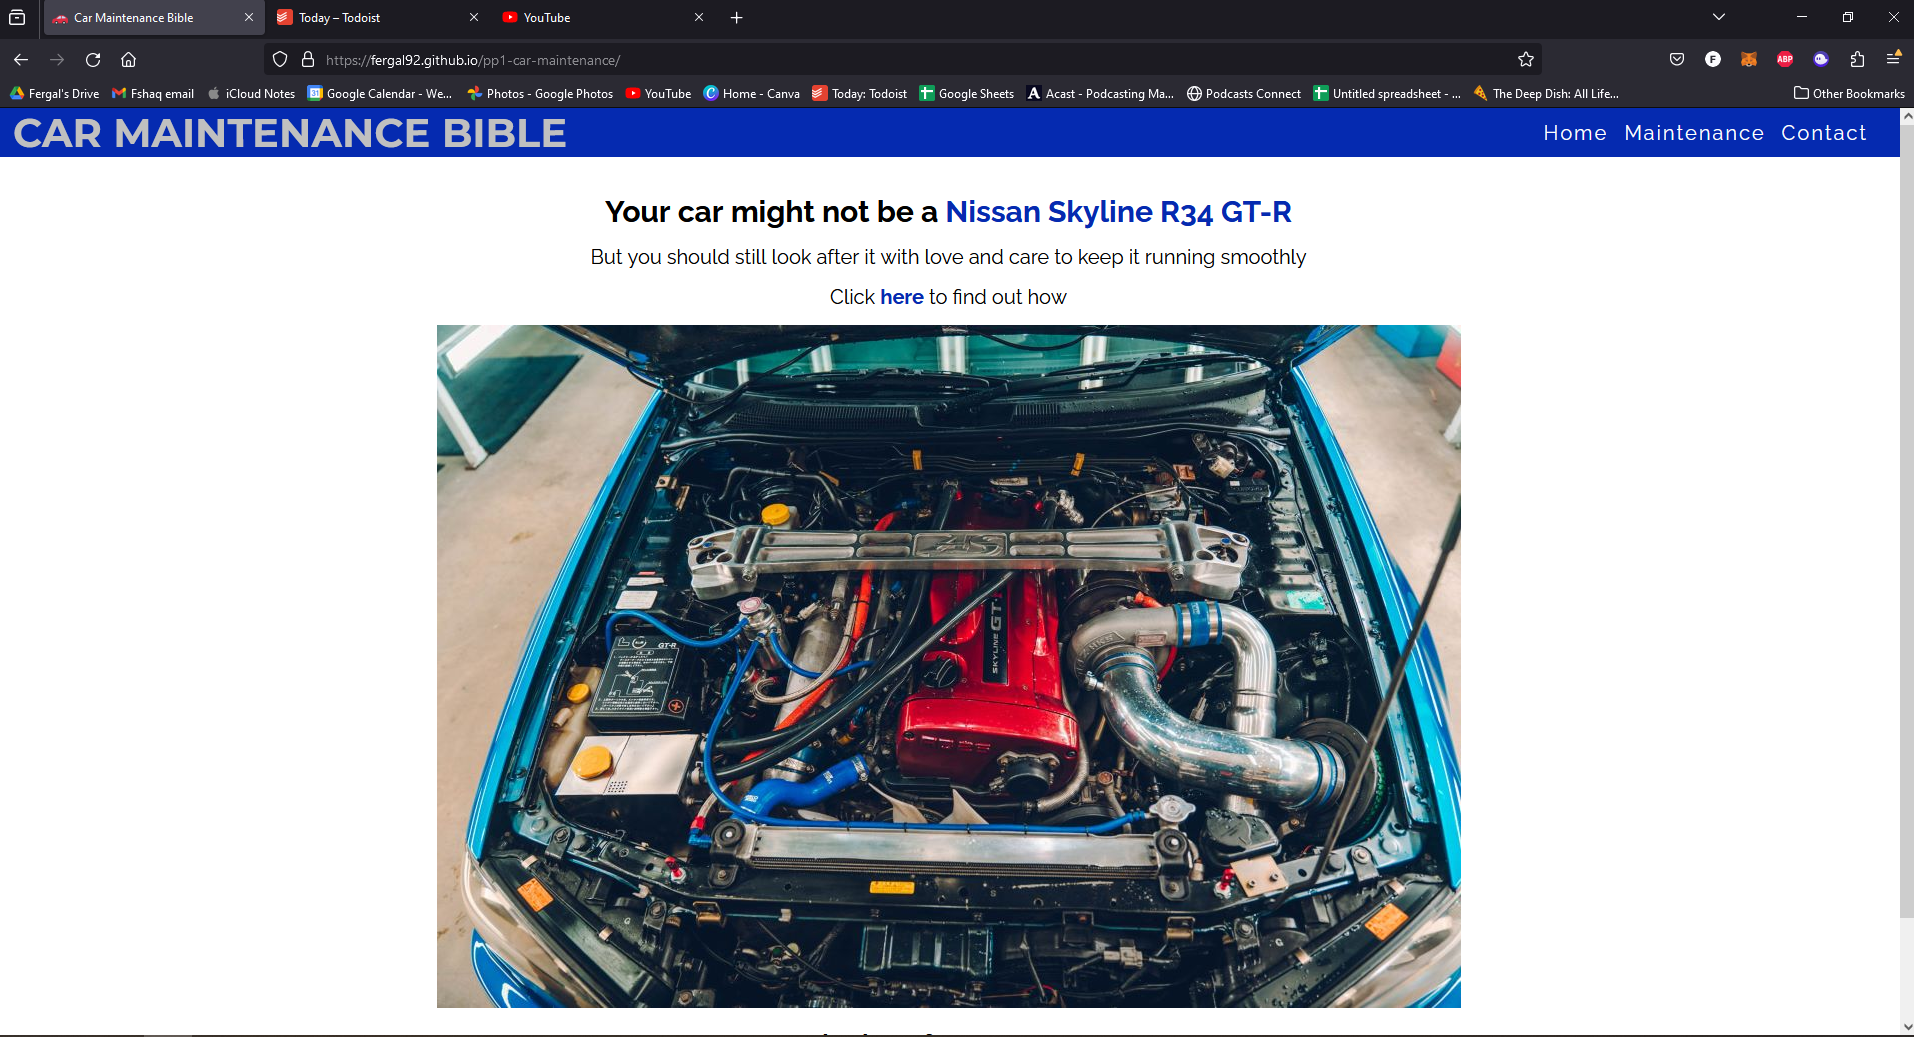 Car Maintenance Bible
Today – Todoist
YouTube
https://fergal92.github.io/pp1-car-maintenance/
F
ABP
Fergal's Drive
Fshaq email
iCloud Notes
31
Google Calendar - We...
Photos - Google Photos
YouTube
Home - Canva
Today: Todoist
Google Sheets
Acast - Podcasting Ma...
Podcasts Connect
Untitled spreadsheet - ...
The Deep Dish: All Life...
Other Bookmarks
CAR MAINTENANCE BIBLE
Home Maintenance Contact
Your car might not be a Nissan Skyline R34 GT-R
But you should still look after it with love and care to keep it running smoothly
Click here to find out how
SKYLINE GT-
GT-R